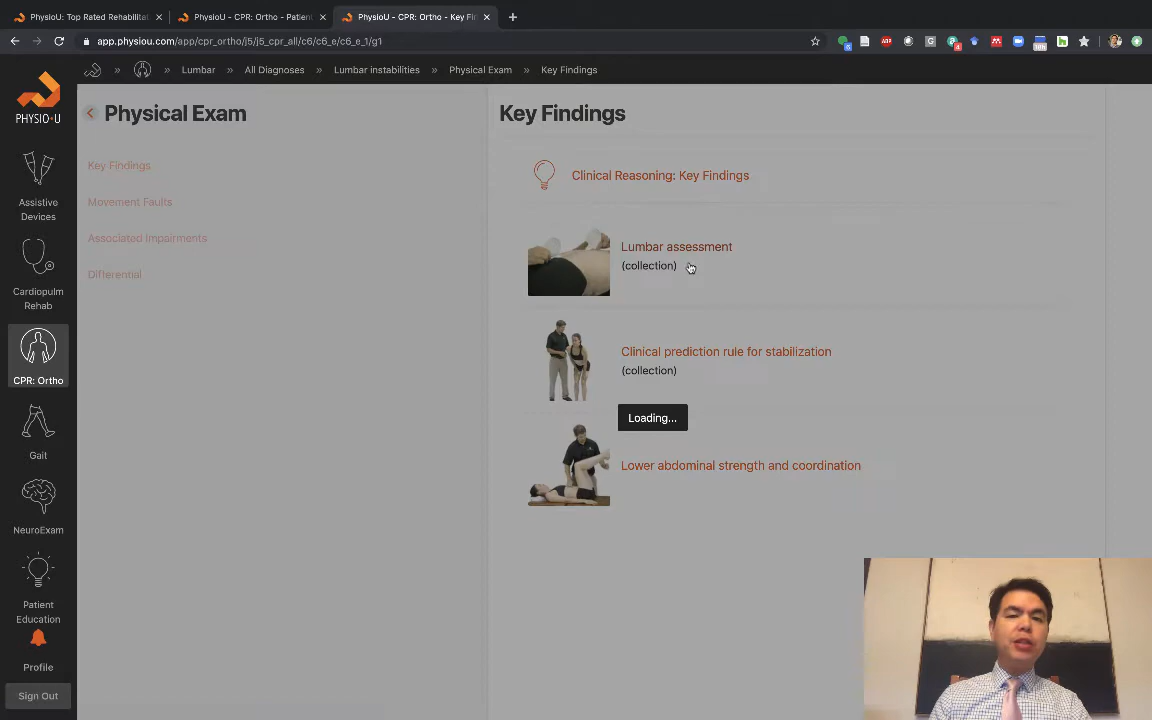 PhysioU: Top Rated Rehabilitat
PhysioU - CPR: Ortho - Patient
PhysioU - CPR: Ortho - Key Fin
app.physiou.com/app/cpr_ortho/j5/j5_cpr_all/c6/c6_e/c6_e_1/g1
» » Lumbar » All Diagnoses » Lumbar instabilities » Physical Exam » Key Findings
PHYSIO·U
Assistive
Devices
Cardiopulm
Rehab
CPR: Ortho
Gait
NeuroExam
Patient
Education
Profile
Sign Out
Physical Exam
Key Findings
Movement Faults
Associated Impairments
Differential
Key Findings
Clinical Reasoning: Key Findings
Lumbar assessment
(collection)
Clinical prediction rule for stabilization
(collection)
Loading...
Lower abdominal strength and coordination